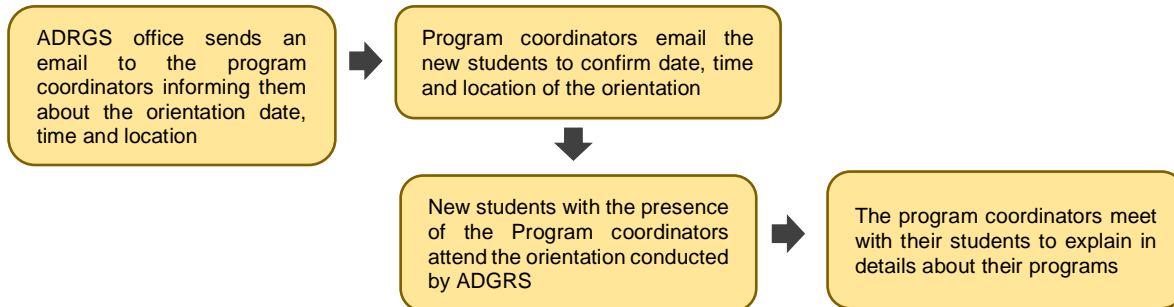 ADRGS office sends an
email to the program
coordinators informing them
about the orientation date,
time and location
Program coordinators email the
new students to confirm date, time
and location of the orientation
New students with the presence
of the Program coordinators
attend the orientation conducted
by ADGRS
The program coordinators meet
with their students to explain in
details about their programs